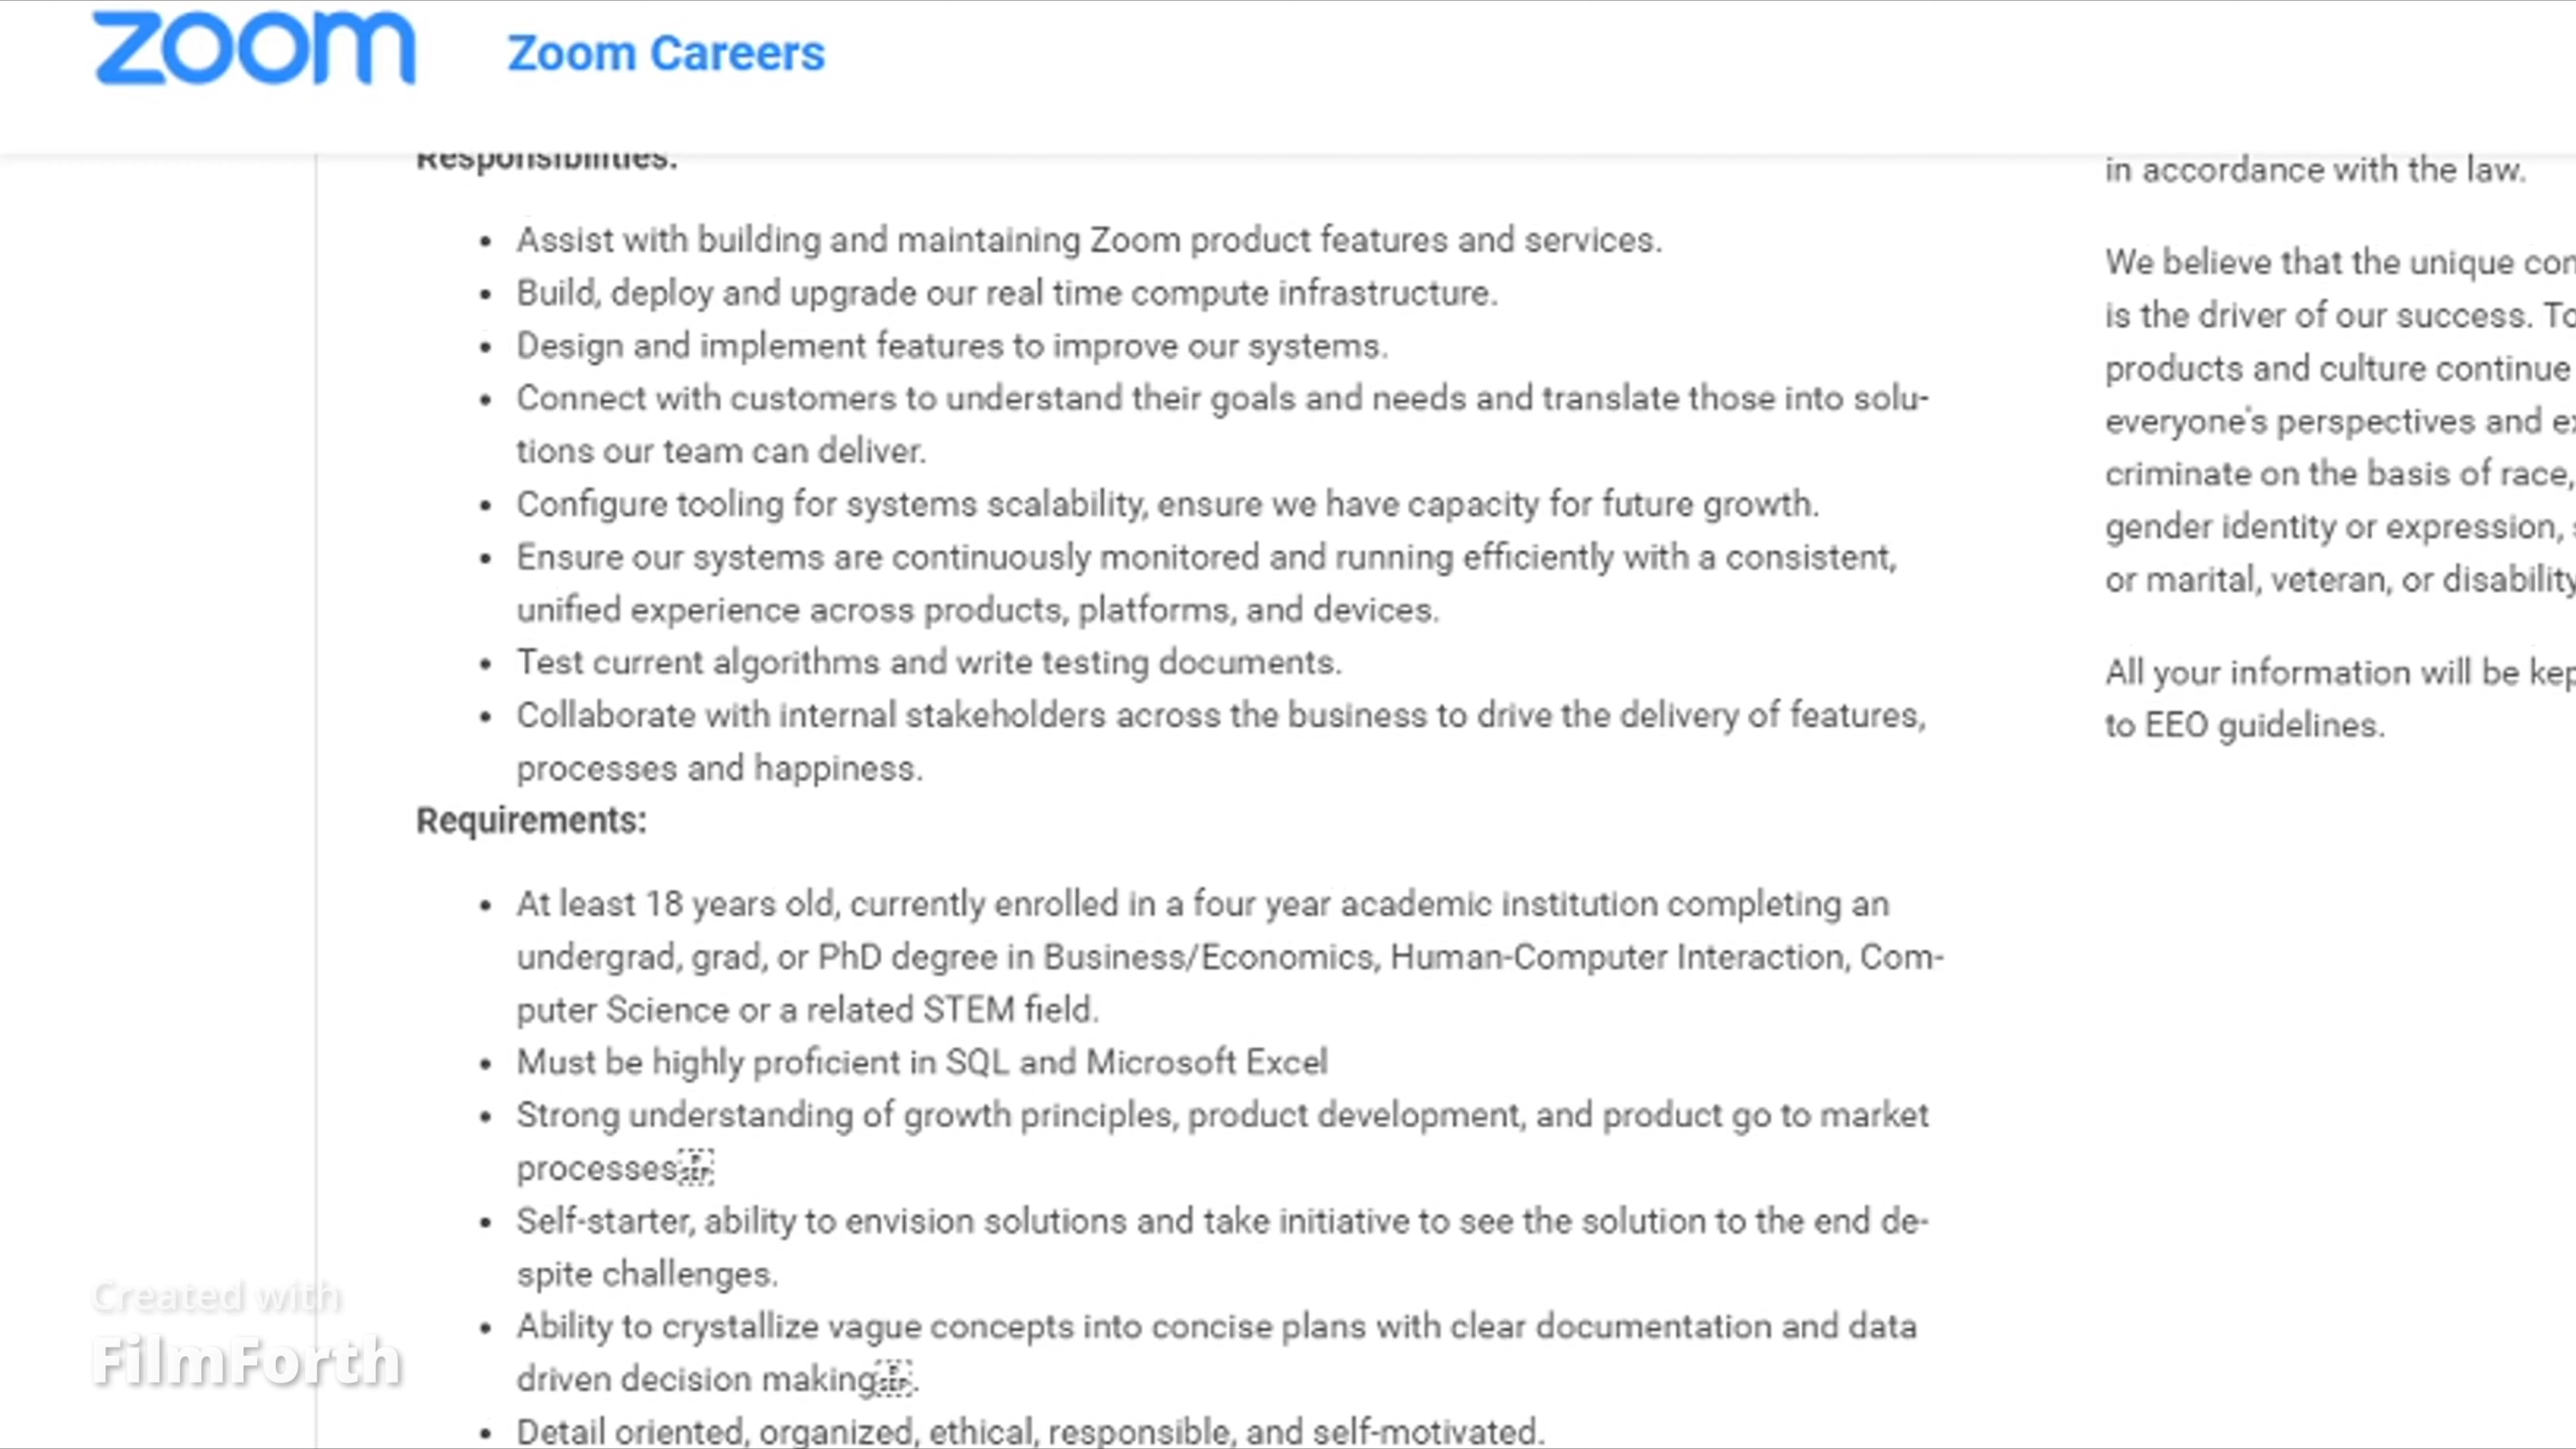 zoom
Zoom Careers
Responsibilities:
Assist with building and maintaining Zoom product features and services.
Build, deploy and upgrade our real time compute infrastructure.
Design and implement features to improve our systems.
Connect with customers to understand their goals and needs and translate those into solu-
tions our team can deliver.
Configure tooling for systems scalability, ensure we have capacity for future growth.
Ensure our systems are continuously monitored and running efficiently with a consistent,
unified experience across products, platforms, and devices.
Test current algorithms and write testing documents.
Collaborate with internal stakeholders across the business to drive the delivery of features,
processes and happiness.
Requirements:
At least 18 years old, currently enrolled in a four year academic institution completing an
undergrad, grad, or PhD degree in Business/Economics, Human-Computer Interaction, Com-
puter Science or a related STEM field.
Must be highly proficient in SQL and Microsoft Excel
Strong understanding of growth principles, product development, and product go to market
processes
Self-starter, ability to envision solutions and take initiative to see the solution to the end de-
spite challenges.
Ability to crystallize vague concepts into concise plans with clear documentation and data
driven decision making.
Detail oriented, organized, ethical, responsible, and self-motivated.
in accordance with the law.
We believe that the unique
is the driver of our success.
products and culture continue
everyone's perspectives and
criminate on the basis of race,
gender identity or expression,
or marital, veteran, or disability
All your information will be
to EEO guidelines.
Created with
FilmForth